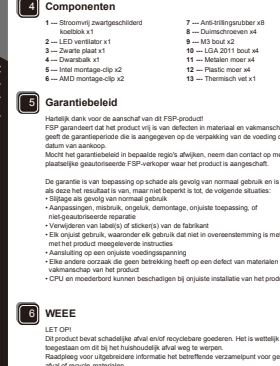 4 Componenten
1 --- Stroomvrij zwartgeschilderd
koelblok x1
2 --- LED ventilator x1
3 --- Zwarte plaat x1
4 --- Dwarsbalk x1
5 --- Intel montage-clip x2
6 --- AMD montage-clip x2
7 --- Anti-trillingsrubber x8
8 --- Duimschroeven x4
9 --- M3 bout x2
10 --- LGA 2011 bout x4
11 --- Metalen moer x4
12 --- Plastic moer x4
13 --- Thermisch vet x1
5 Garantiebeleid
Hartelijk dank voor de aanschaf van dit FSP-product!
FSP garandeert dat het product vrij is van defecten in materiaal en vakmansch
geeft de garantieperiode die is aangegeven op de verpakking van de voeding
datum van aankoop.
Mocht het garantiebeleid in bepaalde regio's afwijken, neem dan contact op me
plaatselijke geautoriseerde FSP-verkoper waar het product is aangeschaft.
De garantie is van toepassing op schade als gevolg van normaal gebruik en is
als deze het resultaat is van, maar niet beperkt is tot, de volgende situaties:
• Slijtage als gevolg van normaal gebruik
• Aanpassingen, misbruik, ongeluk, demontage, onjuiste toepassing, of
niet-geautoriseerde reparatie
• Verwijderen van label(s) of sticker(s) van de fabrikant
• Elk onjuist gebruik, waaronder elk gebruik dat niet in overeenstemming is me
met het product meegeleverde instructies
• Aansluiting op een onjuiste voedingsspanning
• Elke andere oorzaak die geen betrekking heeft op een defect van materialen
vakmanschap van het product
• CPU en moederbord kunnen beschadigen bij onjuiste installatie van het produ
6 WEEE
LET OP!
Dit product bevat schadelijke afval en/of recyclebare goederen. Het is wettelijk
toegestaan om dit bij het huishoudelijk afval weg te werpen.
Raadpleeg voor uitgebreidere informatie het betreffende verzamelpunt voor ge
afval of recycle-materialen